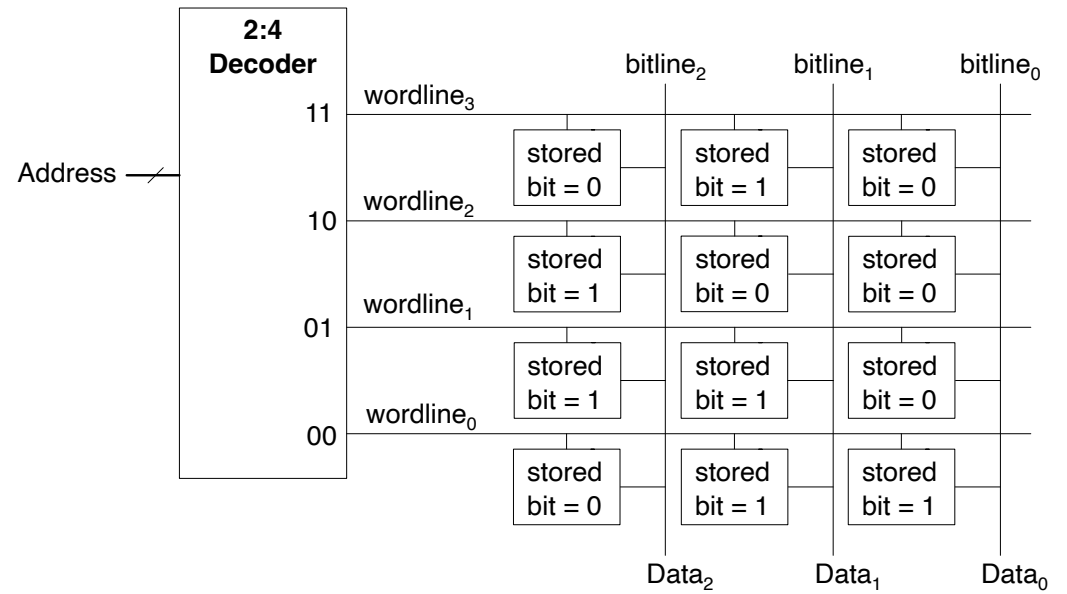 2:4
Decoder
bitline₂ bitline₁ bitline₀
wordline₃
11
stored stored stored
bit = 0 bit = 1 bit = 0
Address
wordline₂
10
stored stored stored
bit = 1 bit = 0 bit = 0
wordline₁
01
stored stored stored
bit = 1 bit = 1 bit = 0
wordline₀
00
stored stored stored
bit = 0 bit = 1 bit = 1
Data₂ Data₁ Data₀